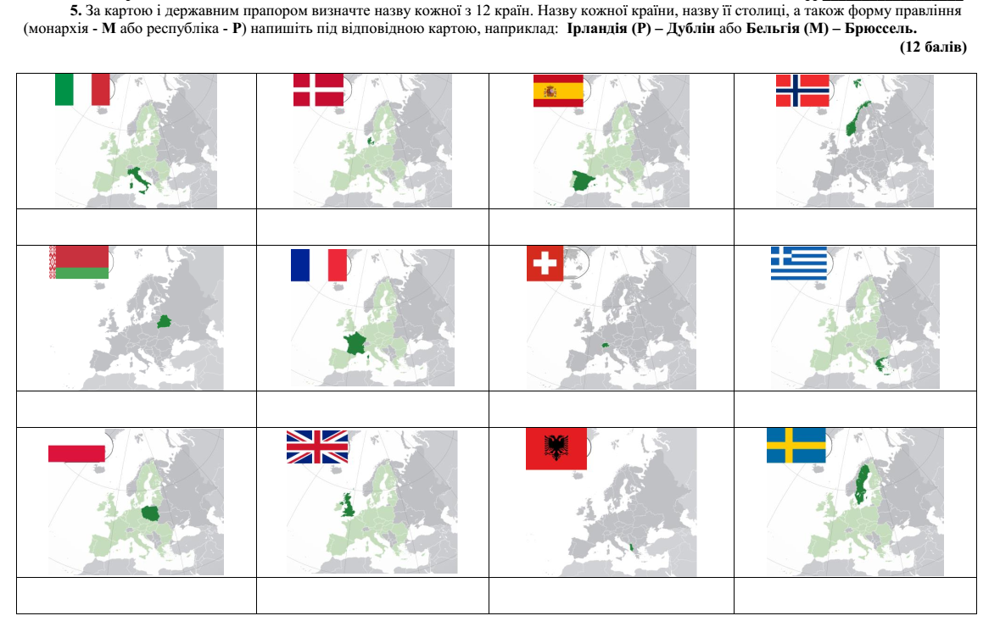 5. За картою і державним прапором визначте назву кожної з 12 країн. Назву кожної країни, назву її столиці, а також форму правління
(монархія - М або республіка - Р) напишіть під відповідною картою, наприклад: Ірландія (Р) – Дублін або Бельгія (М) – Брюссель.
(12 балів)